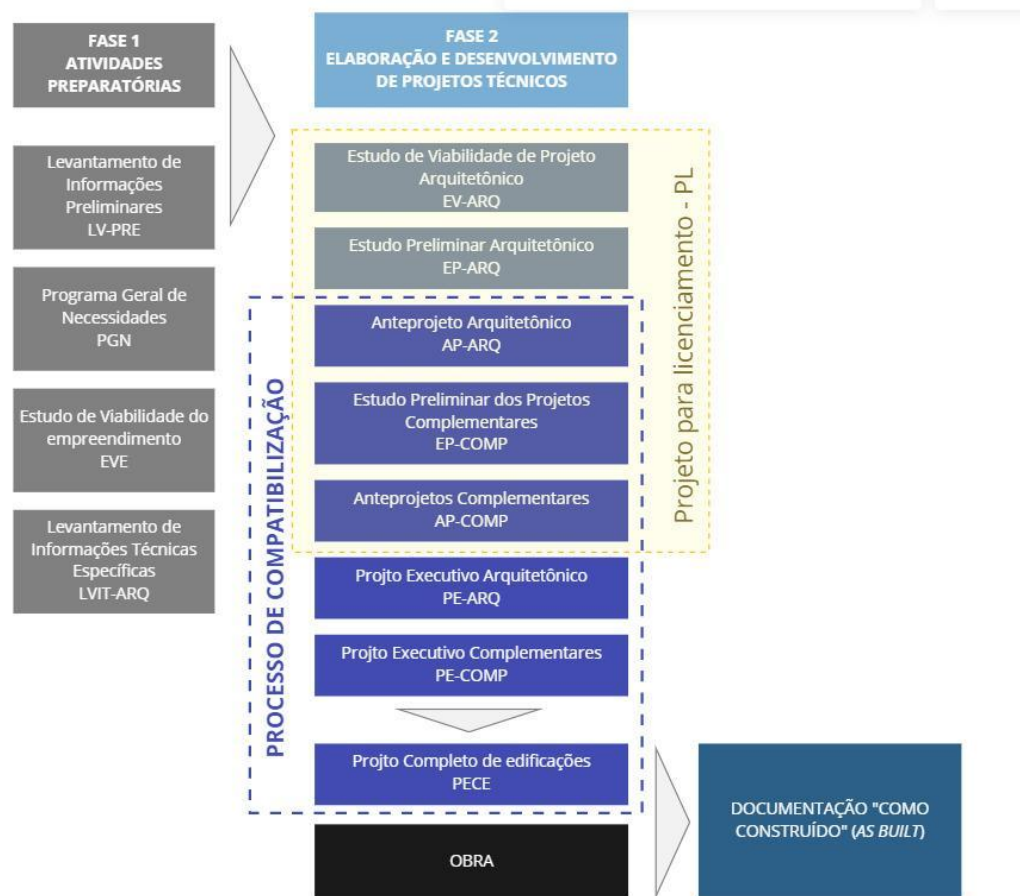 FASE 1
ATIVIDADES
PREPARATÓRIAS
Levantamento de
Informações
Preliminares
LV-PRE
Programa Geral de
Necessidades
PGN
Estudo de Viabilidade do
empreendimento
EVE
Levantamento de
Informações Técnicas
Específicas
LVIT-ARQ
FASE 2
ELABORAÇÃO E DESENVOLVIMENTO
DE PROJETOS TÉCNICOS
Estudo de Viabilidade de Projeto
Arquitetônico
EV-ARQ
Estudo Preliminar Arquitetônico
EP-ARQ
Anteprojeto Arquitetônico
AP-ARQ
Estudo Preliminar dos Projetos
Complementares
EP-COMP
Anteprojetos Complementares
AP-COMP
Projto Executivo Arquitetônico
PE-ARQ
Projto Executivo Complementares
PE-COMP
Projto Completo de edificações
PECE
OBRA
PROCESSO DE COMPATIBILIZAÇÃO
Projeto para licenciamento - PL
DOCUMENTAÇÃO "COMO
CONSTRUÍDO" (AS BUILT)